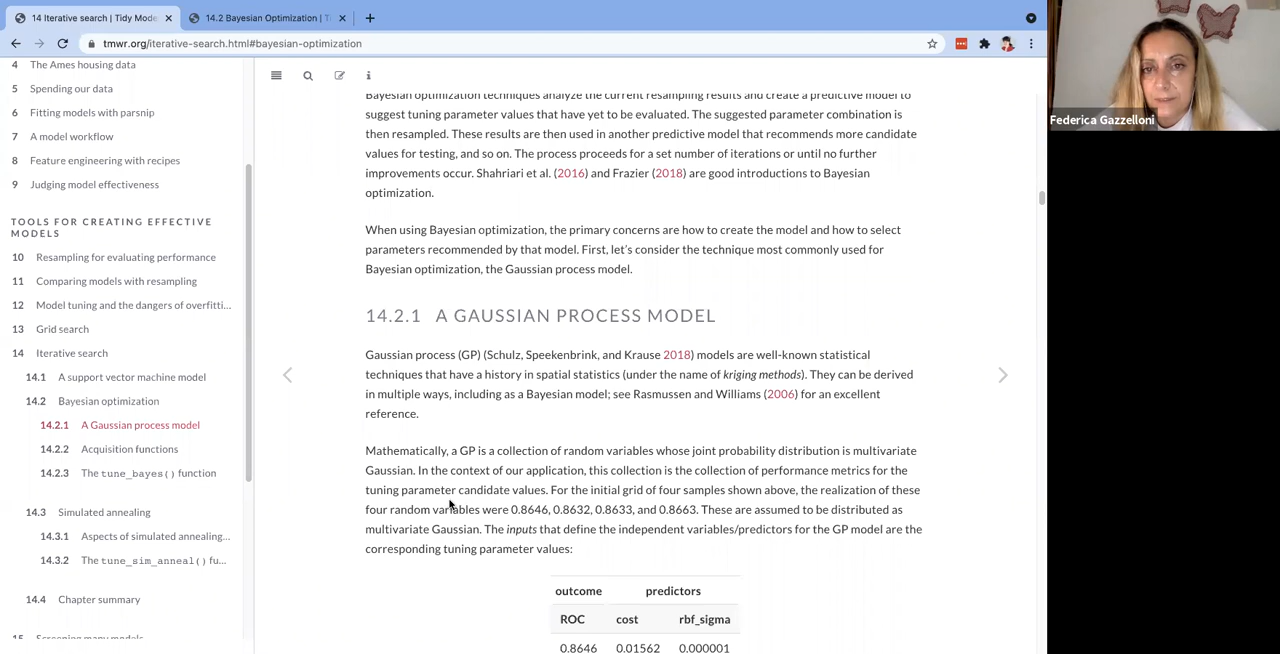 14 Iterative search | Tidy Mode
14.2 Bayesian Optimization | Ti
tmwr.org/iterative-search.html#bayesian-optimization
4 The Ames housing data
5 Spending our data
6 Fitting models with parsnip
7 A model workflow
8 Feature engineering with recipes
9 Judging model effectiveness
TOOLS FOR CREATING EFFECTIVE
MODELS
10 Resampling for evaluating performance
11 Comparing models with resampling
12 Model tuning and the dangers of overfitti...
13 Grid search
14 Iterative search
14.1 A support vector machine model
14.2 Bayesian optimization
14.2.1 A Gaussian process model
14.2.2 Acquisition functions
14.2.3 The tune_bayes() function
14.3 Simulated annealing
14.3.1 Aspects of simulated annealing...
14.3.2 The tune_sim_anneal() fu...
14.4 Chapter summary
15 Screening many models
Bayesian optimization techniques analyze the current resampling results and create a predictive model to
suggest tuning parameter values that have yet to be evaluated. The suggested parameter combination is
then resampled. These results are then used in another predictive model that recommends more candidate
values for testing, and so on. The process proceeds for a set number of iterations or until no further
improvements occur. Shahriari et al. (2016) and Frazier (2018) are good introductions to Bayesian
optimization.
When using Bayesian optimization, the primary concerns are how to create the model and how to select
parameters recommended by that model. First, let's consider the technique most commonly used for
Bayesian optimization, the Gaussian process model.
14.2.1 A GAUSSIAN PROCESS MODEL
Gaussian process (GP) (Schulz, Speekenbrink, and Krause 2018) models are well-known statistical
techniques that have a history in spatial statistics (under the name of kriging methods). They can be derived
in multiple ways, including as a Bayesian model; see Rasmussen and Williams (2006) for an excellent
reference.
Mathematically, a GP is a collection of random variables whose joint probability distribution is multivariate
Gaussian. In the context of our application, this collection is the collection of performance metrics for the
tuning parameter candidate values. For the initial grid of four samples shown above, the realization of these
four random variables were 0.8646, 0.8632, 0.8633, and 0.8663. These are assumed to be distributed as
multivariate Gaussian. The inputs that define the independent variables/predictors for the GP model are the
corresponding tuning parameter values:
outcome predictors
ROC cost rbf_sigma
0.8646 0.01562 0.000001
Federica Gazzelloni